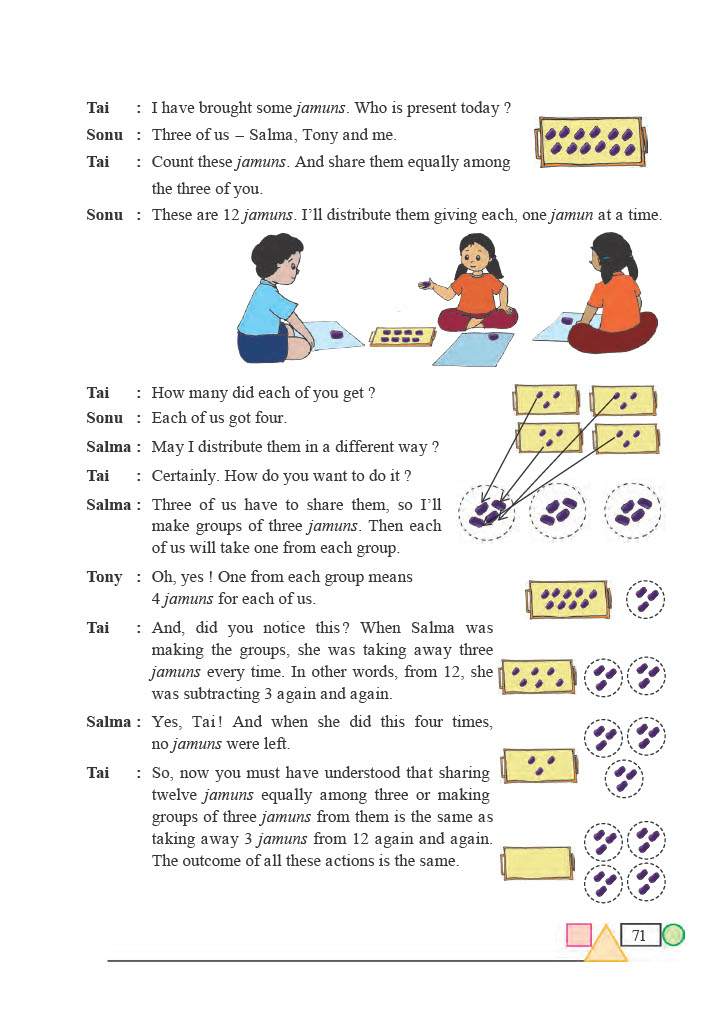 Tai : I have brought some jamuns. Who is present today ?
Sonu : Three of us – Salma, Tony and me.
Tai : Count these jamuns. And share them equally among
the three of you.
Sonu : These are 12 jamuns. I’ll distribute them giving each, one jamun at a time.
Tai : How many did each of you get ?
Sonu : Each of us got four.
Salma : May I distribute them in a different way ?
Tai : Certainly. How do you want to do it ?
Salma : Three of us have to share them, so I’ll
make groups of three jamuns. Then each
of us will take one from each group.
Tony : Oh, yes ! One from each group means
4 jamuns for each of us.
Tai : And, did you notice this? When Salma was
making the groups, she was taking away three
jamuns every time. In other words, from 12, she
was subtracting 3 again and again.
Salma : Yes, Tai! And when she did this four times,
no jamuns were left.
Tai : So, now you must have understood that sharing
twelve jamuns equally among three or making
groups of three jamuns from them is the same as
taking away 3 jamuns from 12 again and again.
The outcome of all these actions is the same.
71